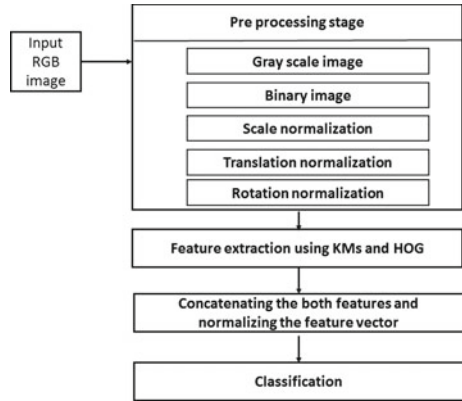 Input
RGB
image
Pre processing stage
Gray scale image
Binary image
Scale normalization
Translation normalization
Rotation normalization
Feature extraction using KMs and HOG
Concatenating the both features and
normalizing the feature vector
Classification